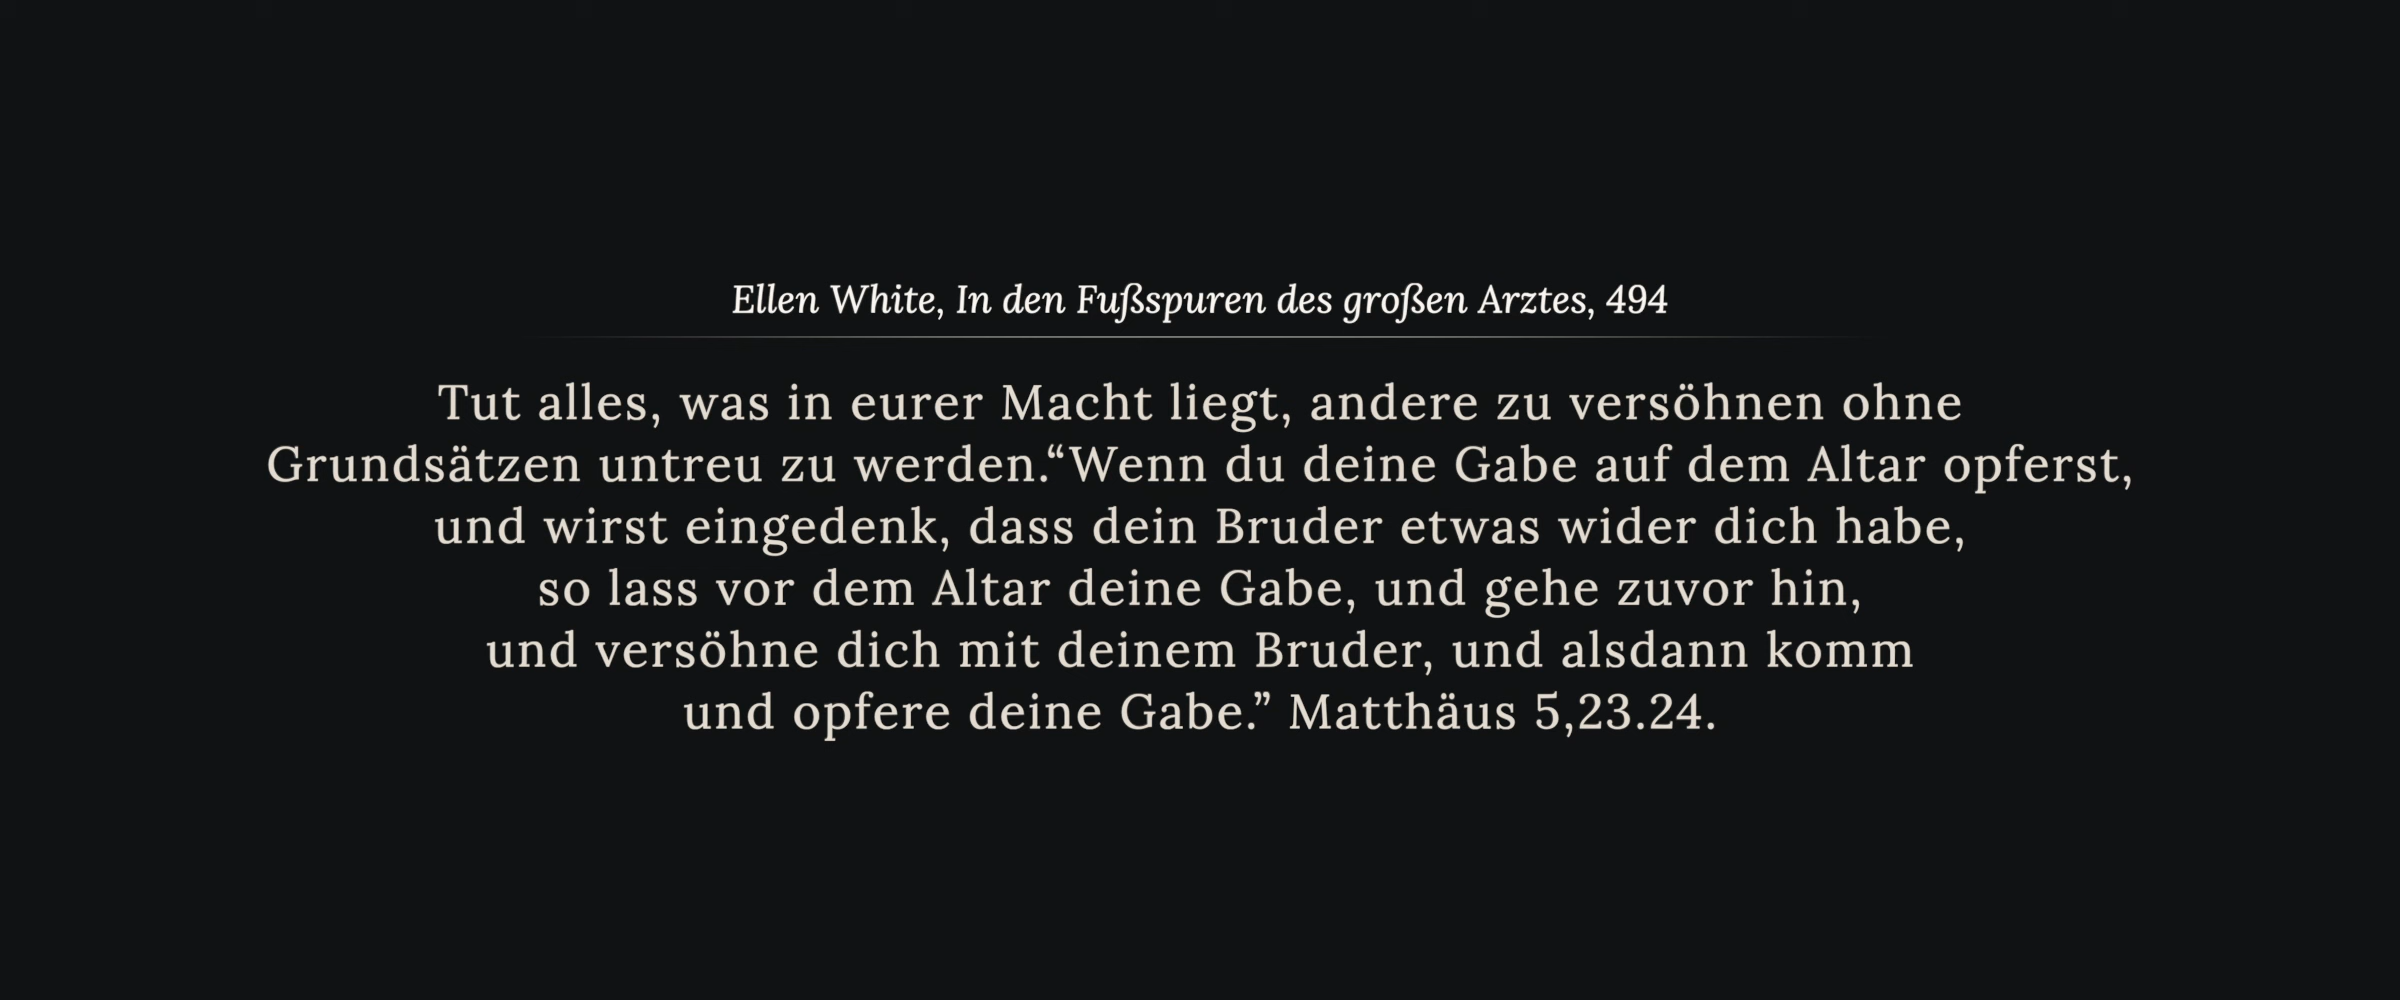 Ellen White, In den Fußspuren des großen Arztes, 494
Tut alles, was in eurer Macht liegt, andere zu versöhnen ohne
Grundsätzen untreu zu werden.“Wenn du deine Gabe auf dem Altar opferst,
und wirst eingedenk, dass dein Bruder etwas wider dich habe,
so lass vor dem Altar deine Gabe, und gehe zuvor hin,
und versöhne dich mit deinem Bruder, und alsdann komm
und opfere deine Gabe.” Matthäus 5,23.24.